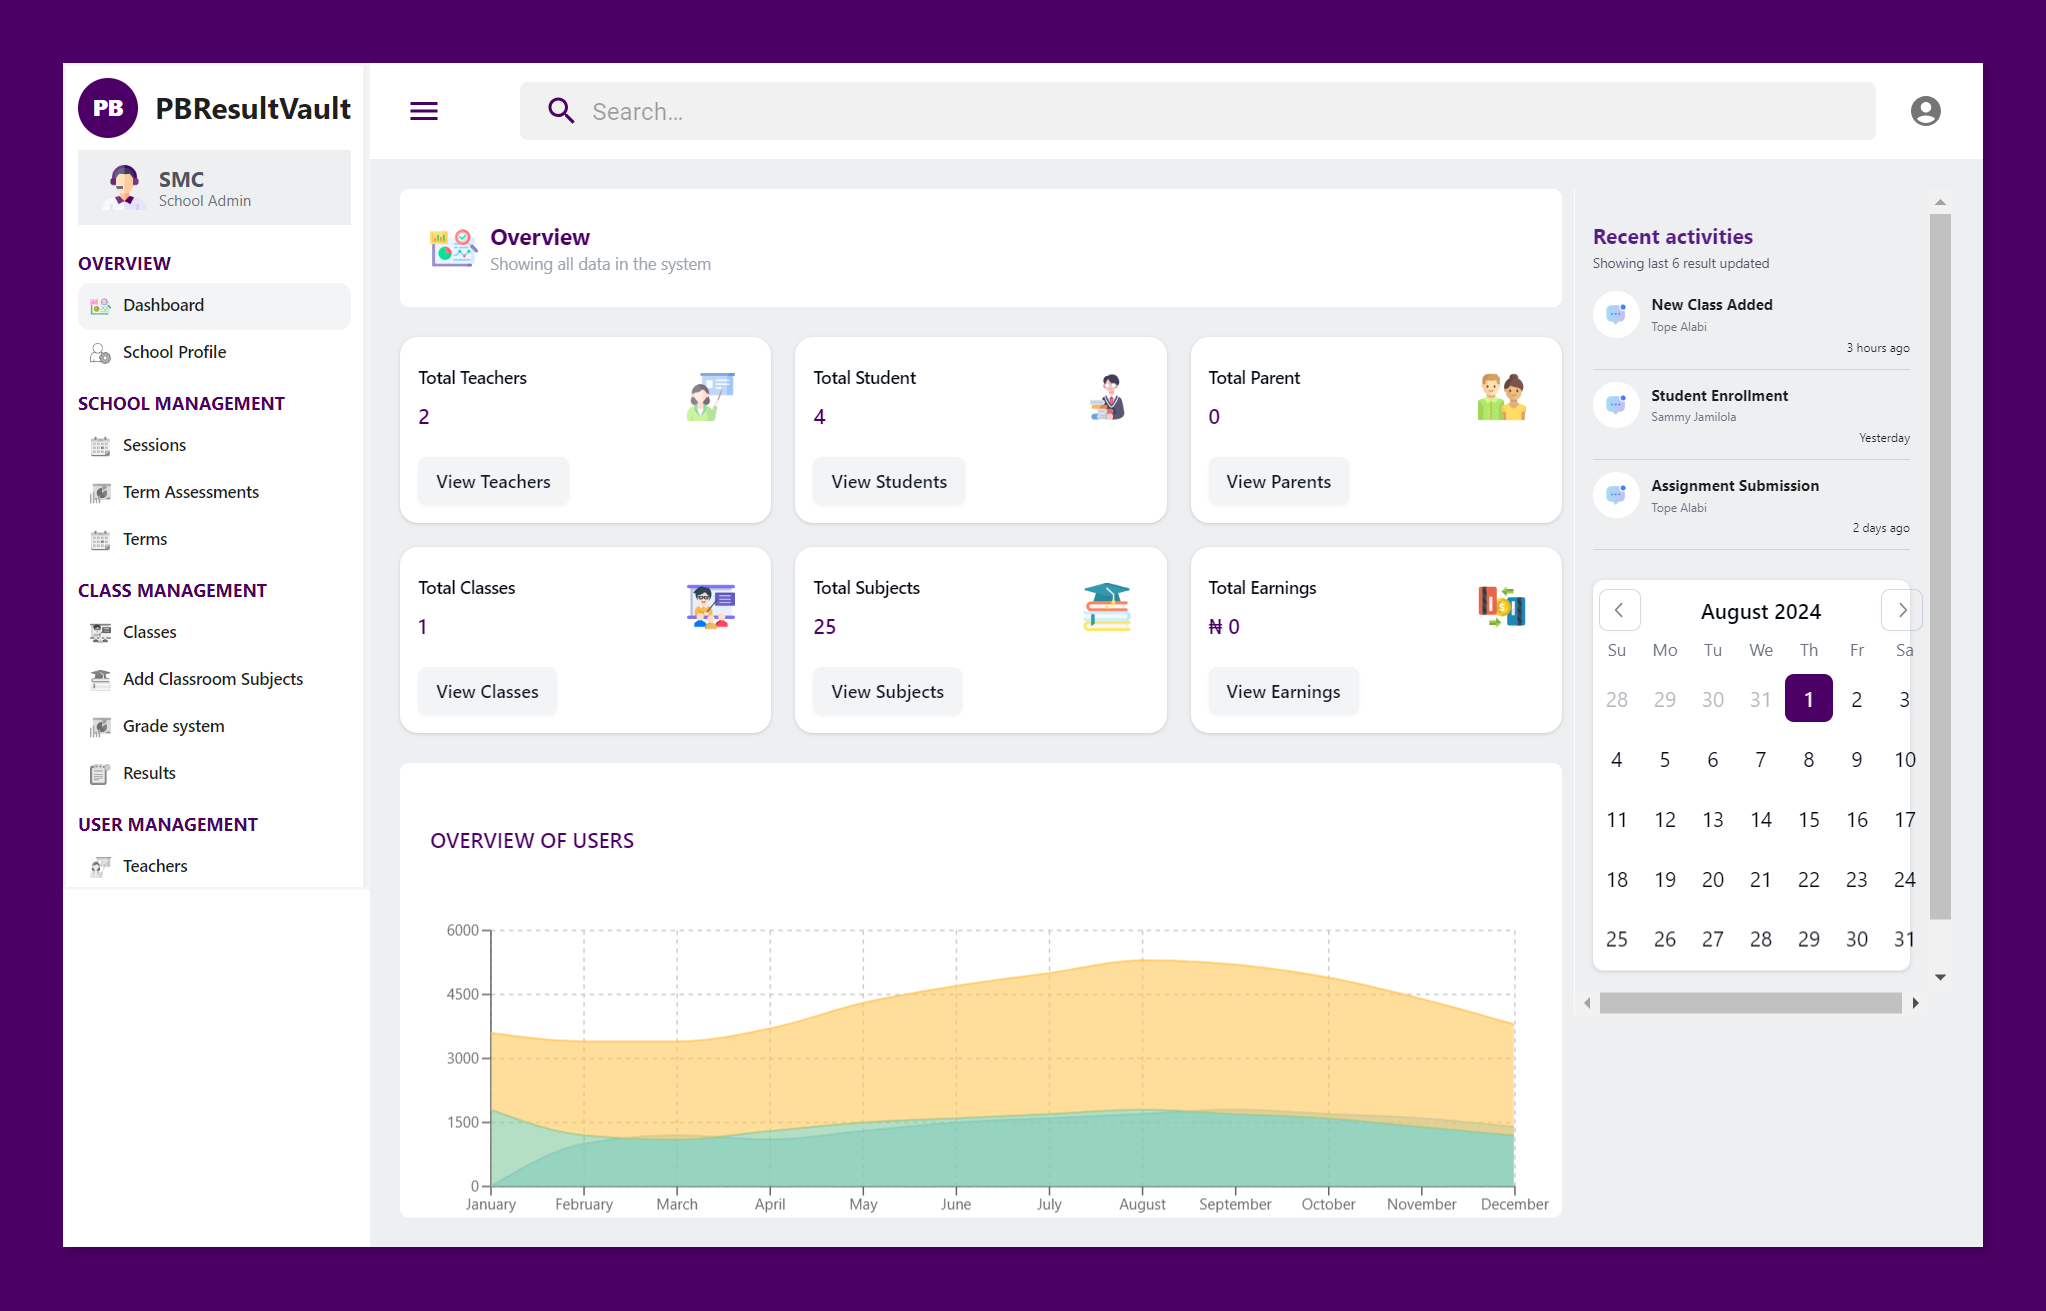 PB
PBResultVault
SMC
School Admin
OVERVIEW
Dashboard
School Profile
SCHOOL MANAGEMENT
Sessions
Term Assessments
Terms
CLASS MANAGEMENT
Classes
Add Classroom Subjects
Grade system
Results
USER MANAGEMENT
Teachers
Search...
Overview
Showing all data in the system
Total Teachers
2
View Teachers
Total Student
4
View Students
Total Parent
0
View Parents
Total Classes
1
View Classes
Total Subjects
25
View Subjects
Total Earnings
₦ 0
View Earnings
OVERVIEW OF USERS
6000
4500
3000
1500
0
January February March April May June July August September October November December
Recent activities
Showing last 6 result updated
New Class Added
Tope Alabi
3 hours ago
Student Enrollment
Sammy Jamilola
Yesterday
Assignment Submission
Tope Alabi
2 days ago
August 2024
Su Mo Tu We Th Fr Sa
28 29 30 31 1 2 3
4 5 6 7 8 9 10
11 12 13 14 15 16 17
18 19 20 21 22 23 24
25 26 27 28 29 30 31